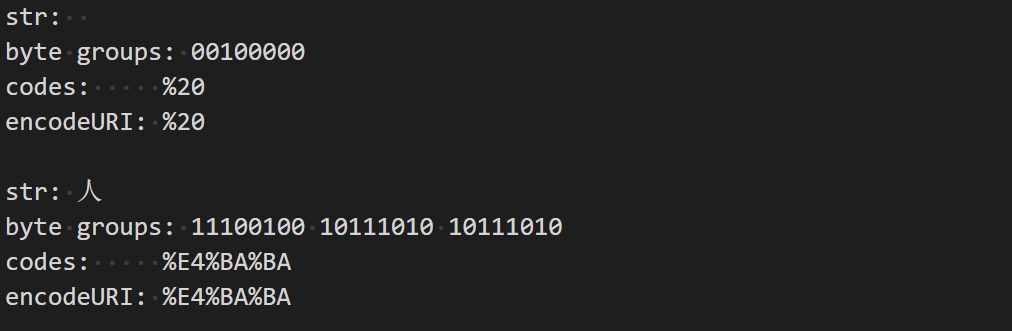 str:  
byte groups: 00100000
codes:     %20
encodeURI: %20

str: 人
byte groups: 11100100 10111010 10111010
codes:     %E4%BA%BA
encodeURI: %E4%BA%BA